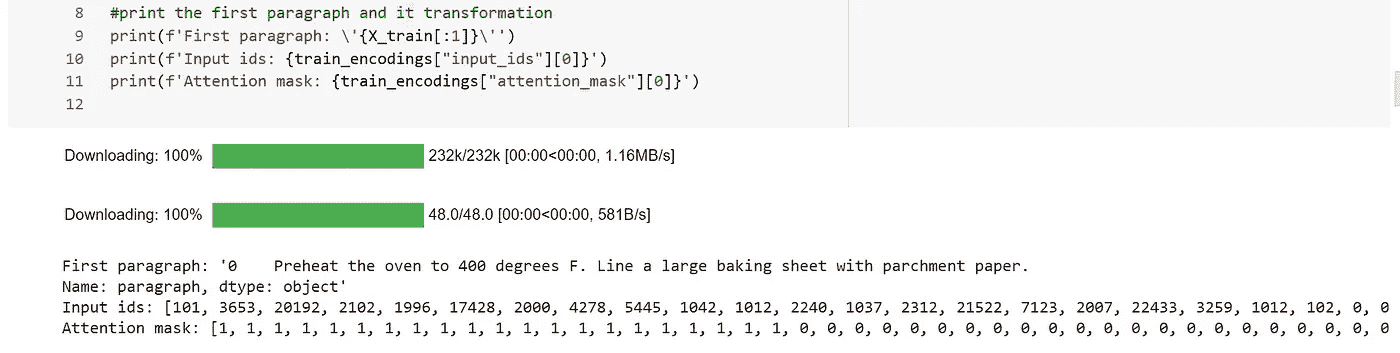 8 #print the first paragraph and it transformation
9 print(f'First paragraph: \'{X_train[:1]}\'')
10 print(f'Input ids: {train_encodings["input_ids"][0]}')
11 print(f'Attention mask: {train_encodings["attention_mask"][0]}')
12
Downloading: 100% 232k/232k [00:00<00:00, 1.16MB/s]
Downloading: 100% 48.0/48.0 [00:00<00:00, 581B/s]
First paragraph: '0    Preheat the oven to 400 degrees F. Line a large baking sheet with parchment paper.
Name: paragraph, dtype: object'
Input ids: [101, 3653, 20192, 2102, 1996, 17428, 2000, 4278, 5445, 1042, 1012, 2240, 1037, 2312, 21522, 7123, 2007, 22433, 3259, 1012, 102, 0, 0
Attention mask: [1, 1, 1, 1, 1, 1, 1, 1, 1, 1, 1, 1, 1, 1, 1, 1, 1, 1, 1, 1, 1, 0, 0, 0, 0, 0, 0, 0, 0, 0, 0, 0, 0, 0, 0, 0, 0, 0, 0, 0, 0, 0, 0